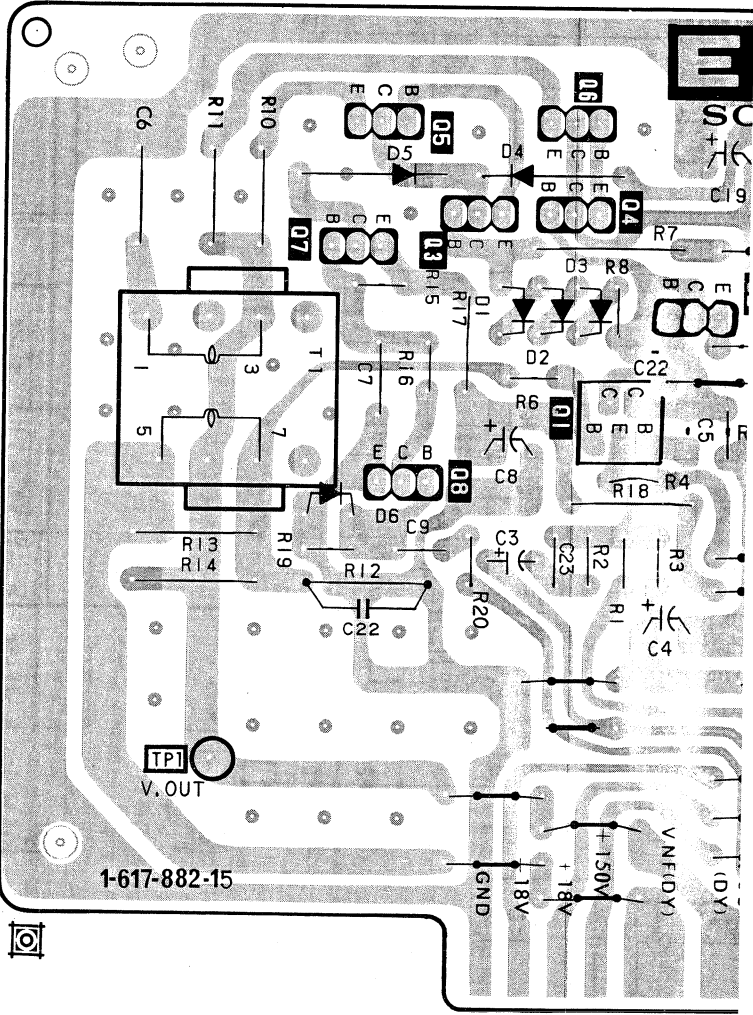 E
SC
C6
R11
R10
E C B
Q5
Q6
E C B
D5
D4
C19
B C E
Q4
Q7
B C E
Q3
B C E
R7
R15
R17
D1
D3
R8
B C E
1
3
T1
C7
R16
D2
R6
C22
5
7
Q1
C C
B E B
C5
R
E C B
Q8
C8
R18
R4
D6
C9
R13
R14
R19
R12
C22
R20
C3
C23
R2
R1
R3
C4
TP1
V.OUT
1-617-882-15
GND
18V
+18V
+150V
VNF(DY)
(DY)